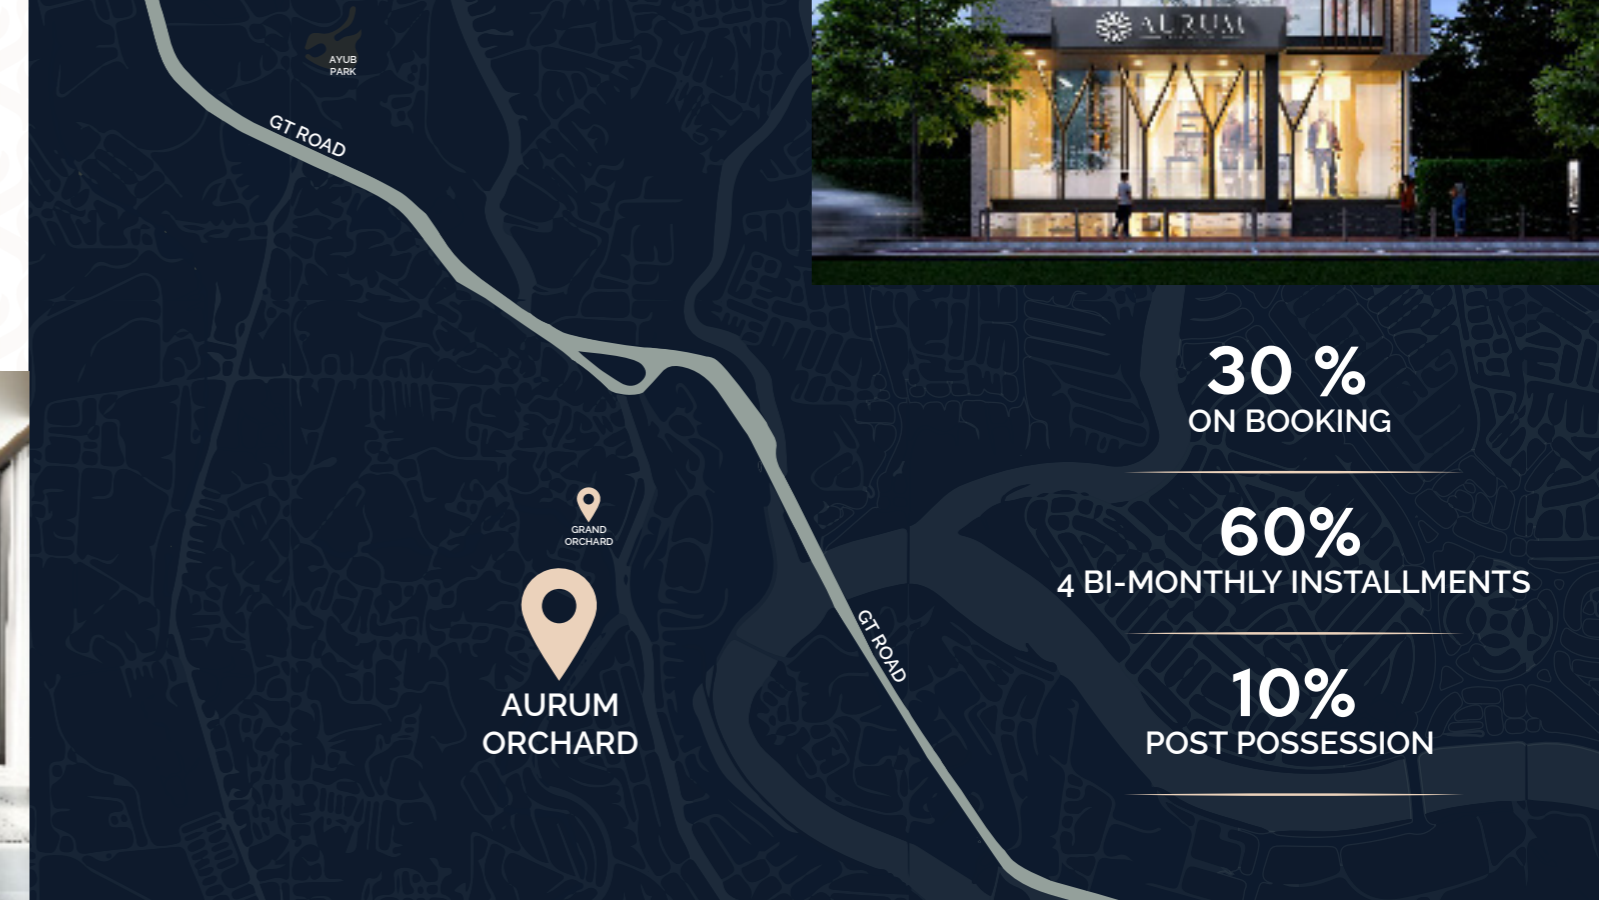 AYUB
PARK
GT ROAD
AURUM
30 %
ON BOOKING
60%
4 BI-MONTHLY INSTALLMENTS
10%
POST POSSESSION
GRAND
ORCHARD
AURUM
ORCHARD
GT ROAD